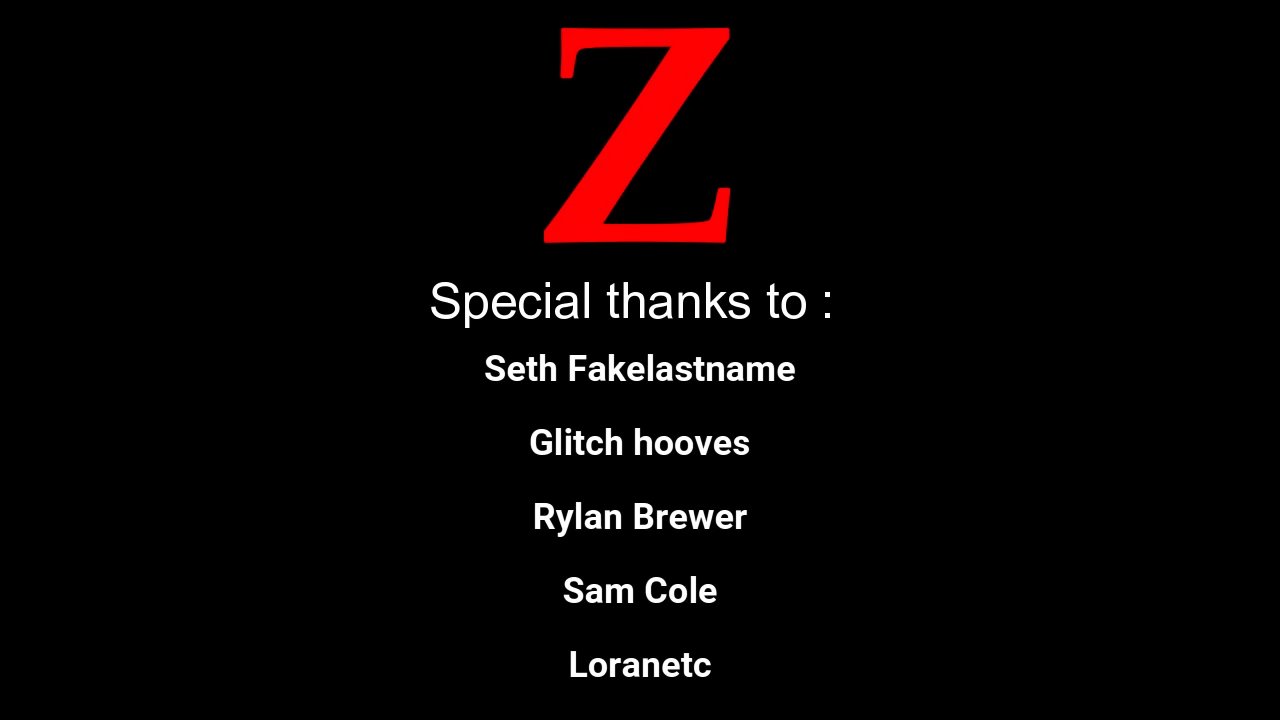 Z
Special thanks to :
Seth Fakelastname
Glitch hooves
Rylan Brewer
Sam Cole
Loranetc